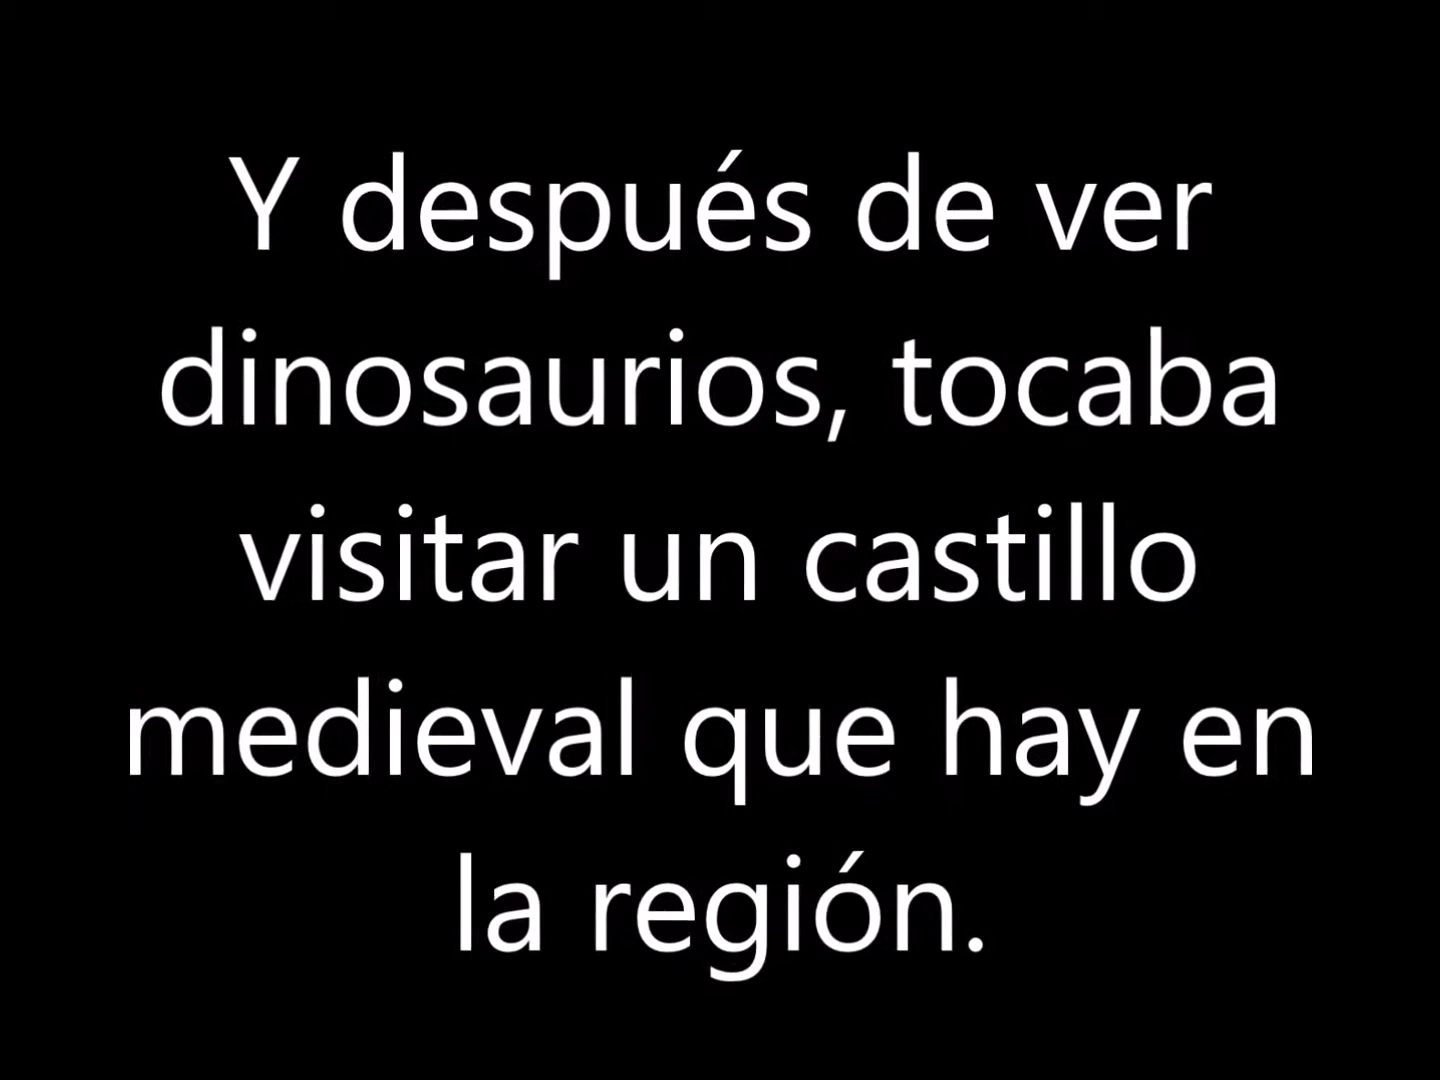 Y después de ver
dinosaurios, tocaba
visitar un castillo
medieval que hay en
la región.